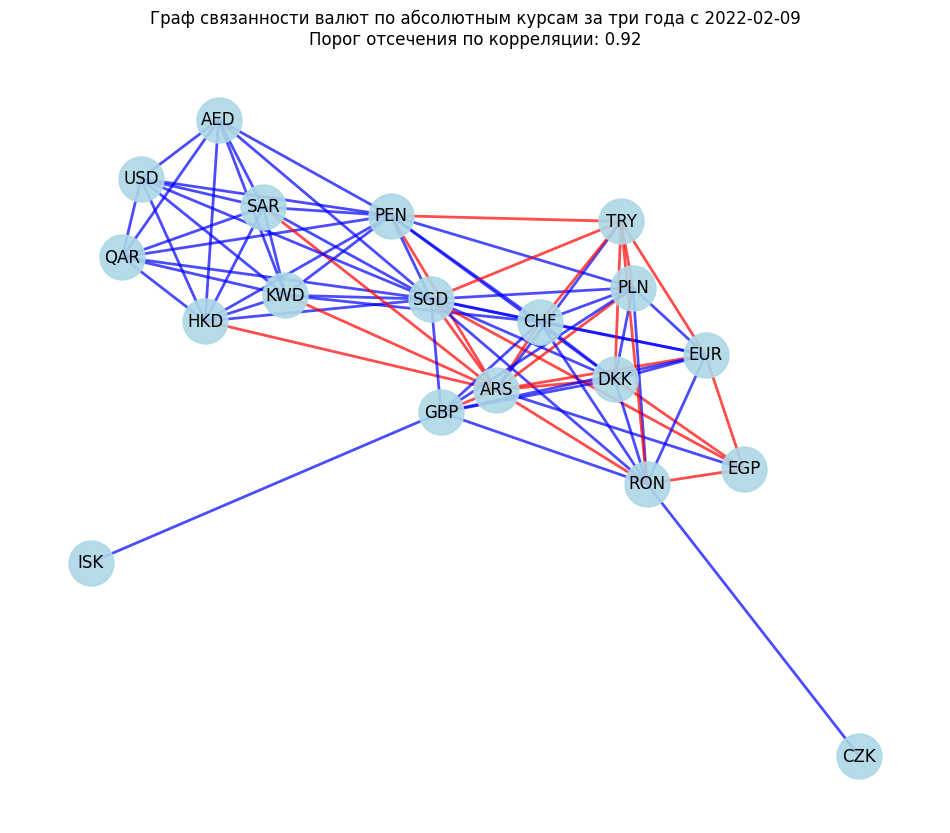 Граф связанности валют по абсолютным курсам за три года с 2022-02-09
Порог отсечения по корреляции: 0.92
AED
USD
SAR
PEN
TRY
QAR
KWD
SGD
PLN
HKD
CHF
EUR
DKK
ARS
GBP
EGP
RON
ISK
CZK